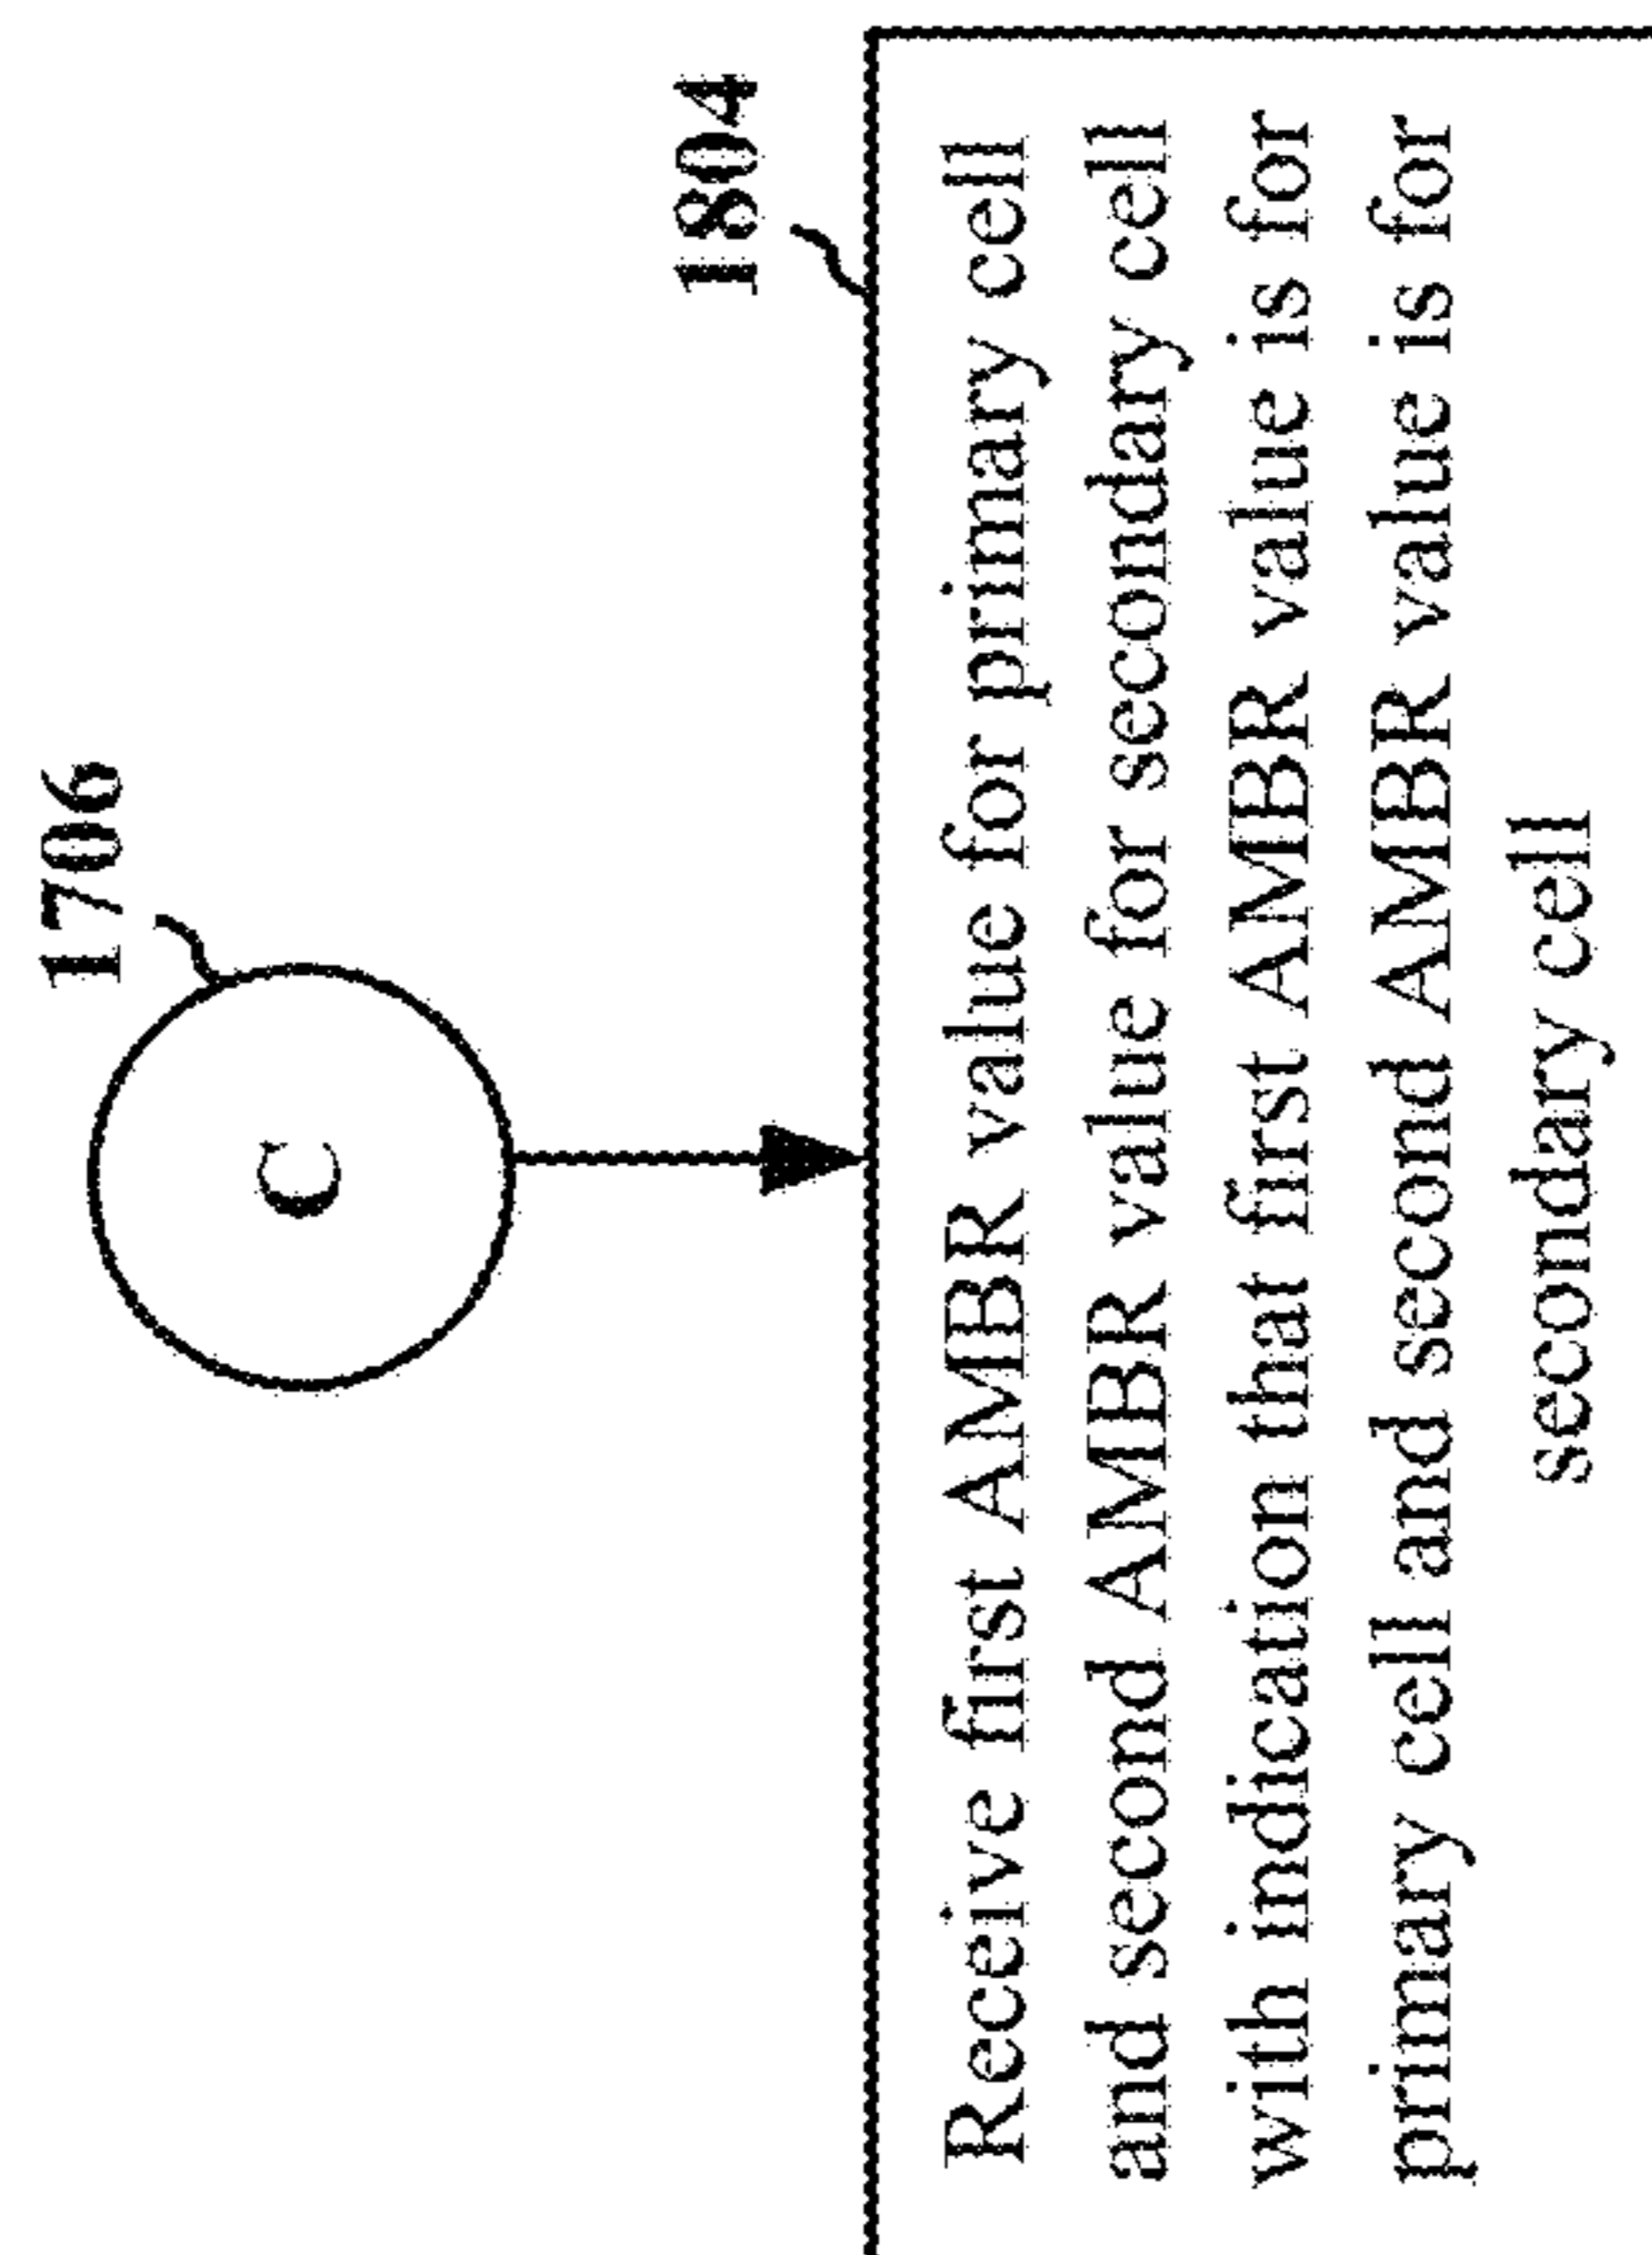 1706
C
1804
Receive first AMBR value for primary cell
and second AMBR value for secondary cell
with indication that first AMBR value is for
primary cell and second AMBR value is for
secondary cell